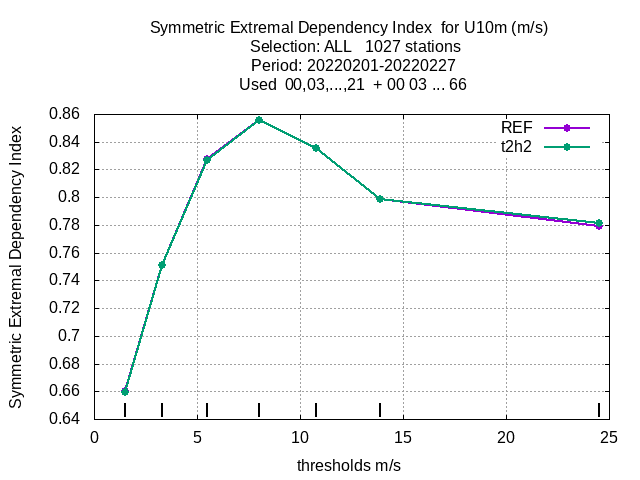 Symmetric Extremal Dependency Index  for U10m (m/s)
Selection: ALL   1027 stations
Period: 20220201-20220227
Used  00,03,...,21  + 00 03 ... 66
REF
t2h2
Symmetric Extremal Dependency Index
0.86
0.84
0.82
0.8
0.78
0.76
0.74
0.72
0.7
0.68
0.66
0.64
0 5 10 15 20 25
thresholds m/s